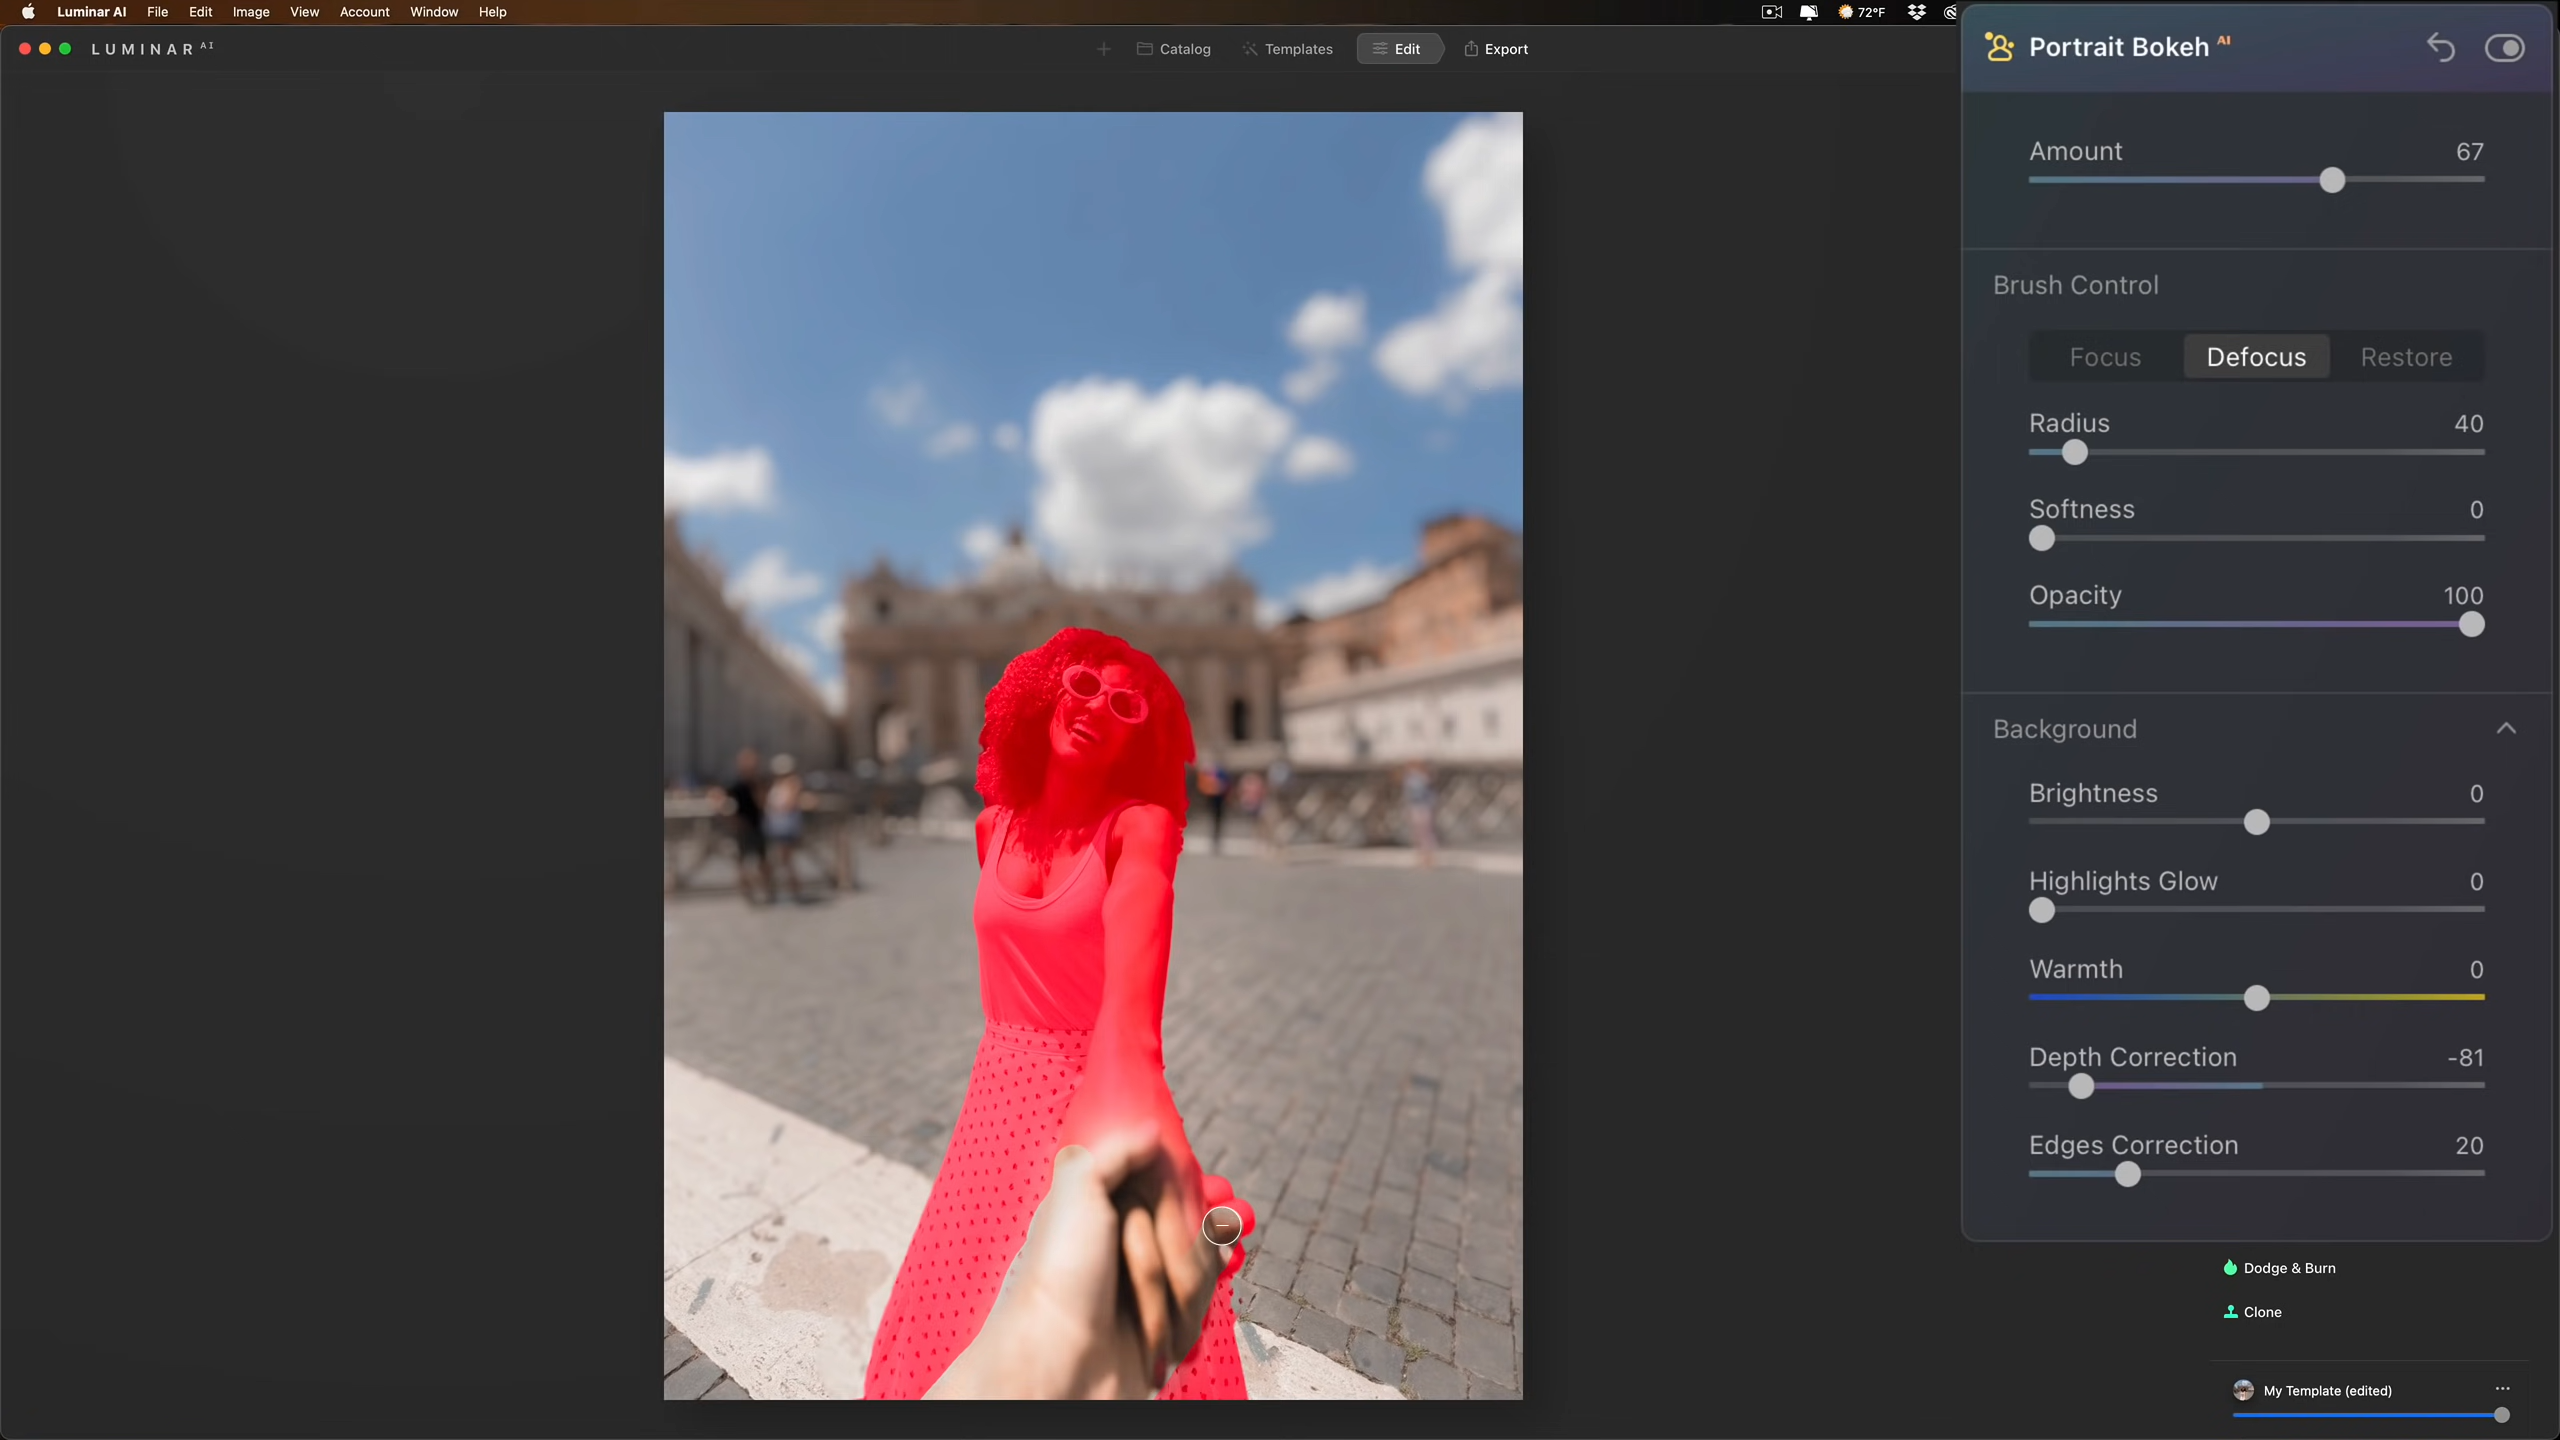 Luminar AI File Edit Image View Account Window Help 72°F
LUMINAR AI Catalog Templates Edit Export
Portrait Bokeh AI
Amount 67
Brush Control
Focus Defocus Restore
Radius 40
Softness 0
Opacity 100
Background
Brightness 0
Highlights Glow 0
Warmth 0
Depth Correction -81
Edges Correction 20
Dodge & Burn
Clone
My Template (edited)